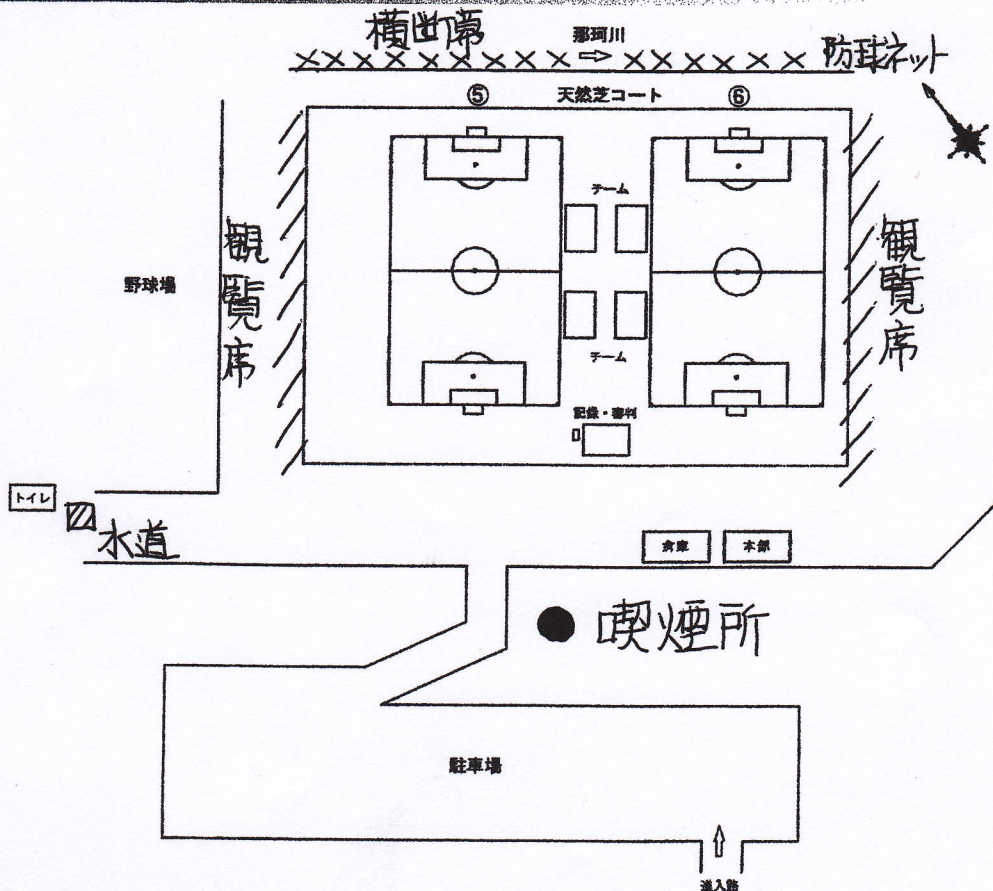 横断幕
那珂川
防球ネット
⑤
天然芝コート
⑥
チーム
観覧席
観覧席
野球場
チーム
記録・審判
トイレ
水道
倉庫
本部
喫煙所
駐車場
進入路